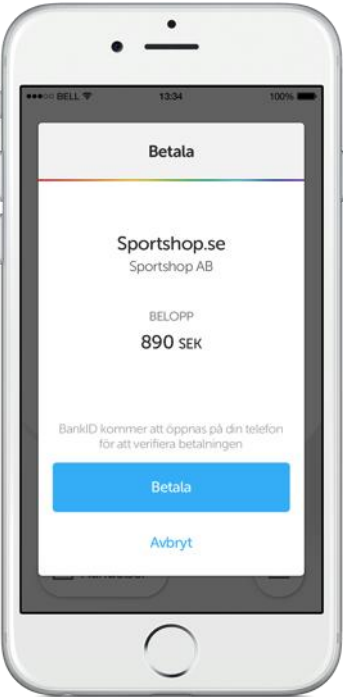 BELL 13:34 100%
Betala
Sportshop.se
Sportshop AB
BELOPP
890 SEK
BankID kommer att öppnas på din telefon
för att verifiera betalningen
Betala
Avbryt